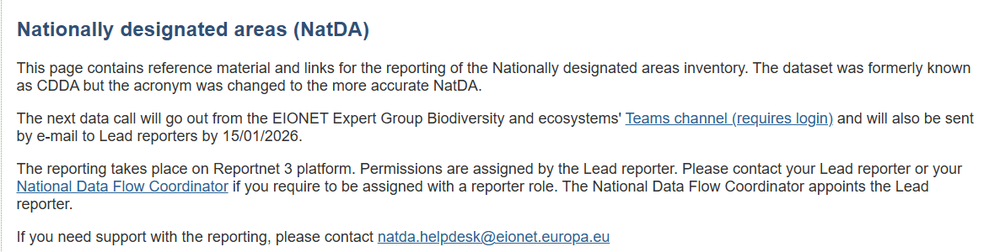 Nationally designated areas (NatDA)
This page contains reference material and links for the reporting of the Nationally designated areas inventory. The dataset was formerly known
as CDDA but the acronym was changed to the more accurate NatDA.
The next data call will go out from the EIONET Expert Group Biodiversity and ecosystems' Teams channel (requires login) and will also be sent
by e-mail to Lead reporters by 15/01/2026.
The reporting takes place on Reportnet 3 platform. Permissions are assigned by the Lead reporter. Please contact your Lead reporter or your
National Data Flow Coordinator if you require to be assigned with a reporter role. The National Data Flow Coordinator appoints the Lead
reporter.
If you need support with the reporting, please contact natda.helpdesk@eionet.europa.eu